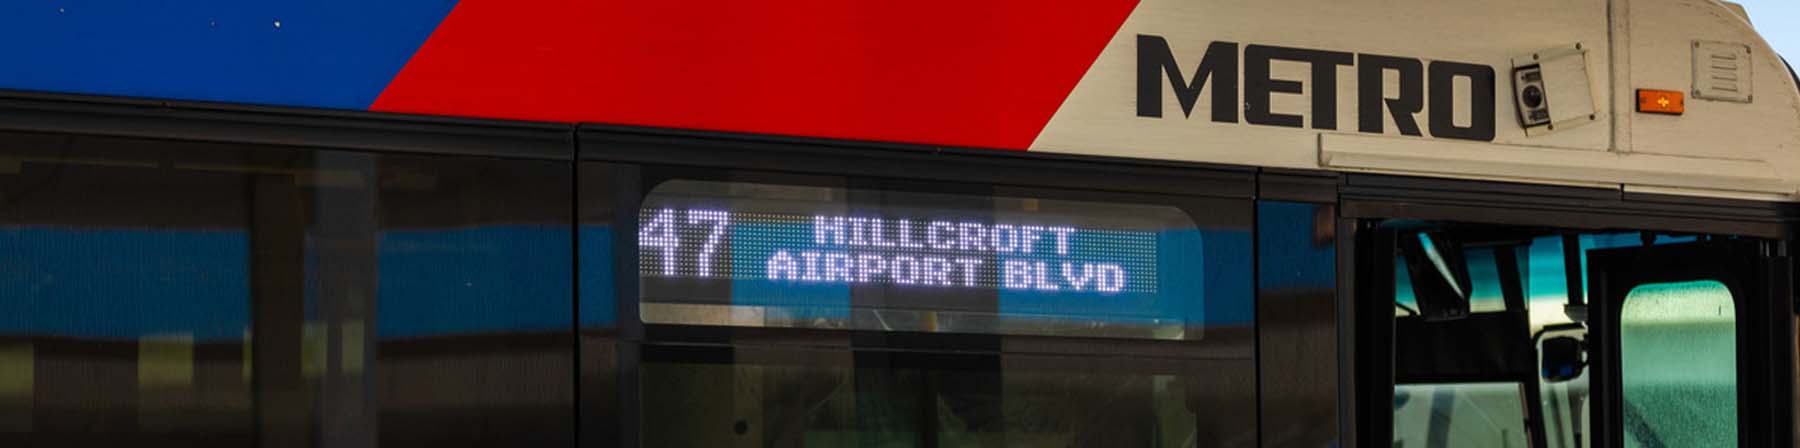 METRO
47 HILLCROFT
AIRPORT BLVD